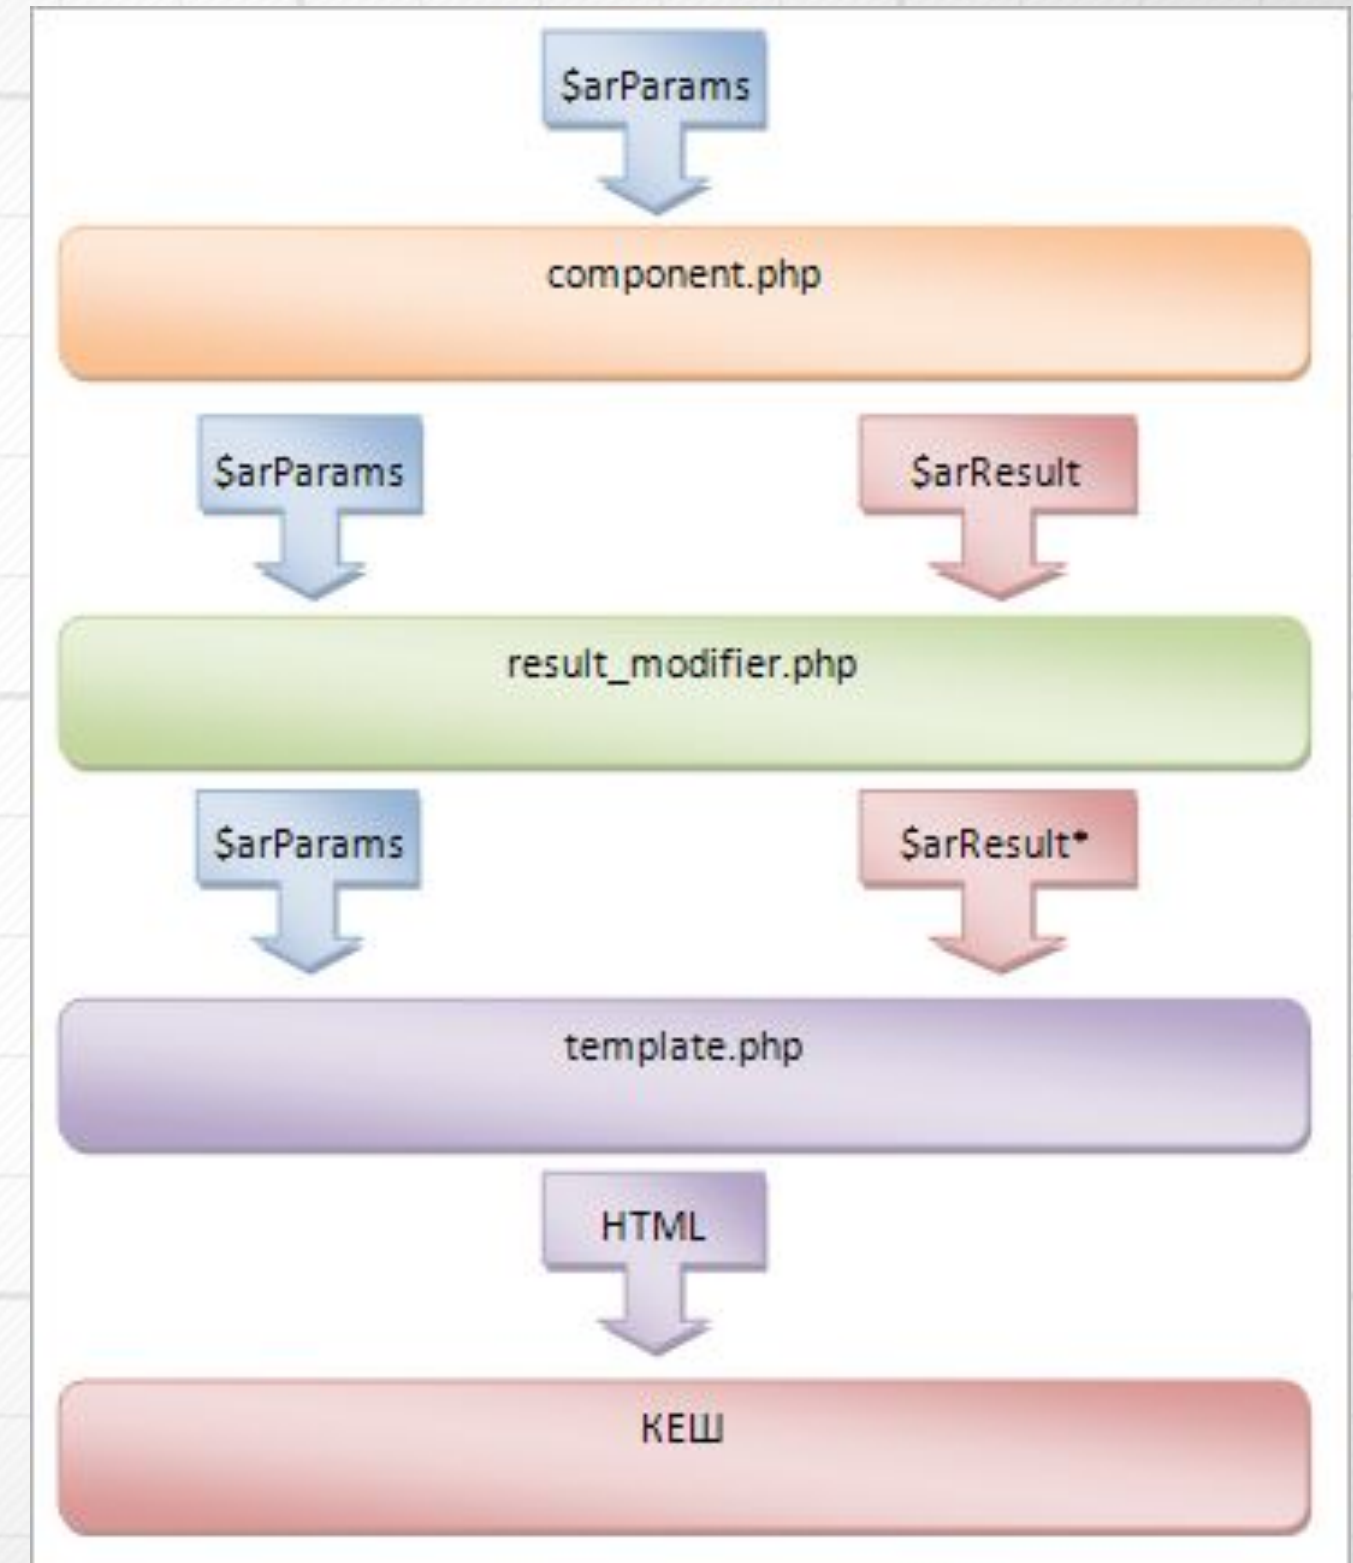 $arParams
component.php
$arParams
$arResult
result_modifier.php
$arParams
$arResult*
template.php
HTML
КЕШ